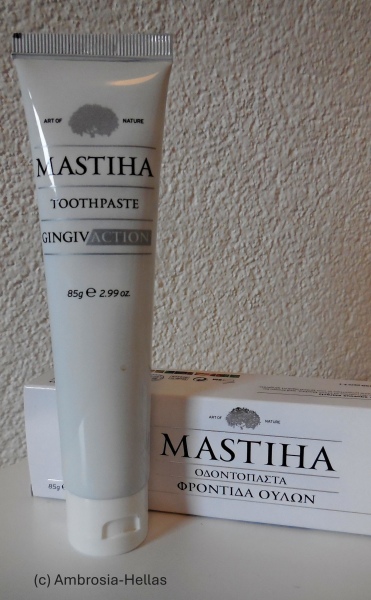 ART OF NATURE
MASTIHA
TOOTHPASTE
GINGIVACTION
85g ℮ 2.99 oz
ART OF NATURE
MASTIHA
ΟΔΟΝΤΟΠΑΣΤΑ
ΦΡΟΝΤΙΔΑ ΟΥΛΩΝ
85g
(c) Ambrosia-Hellas